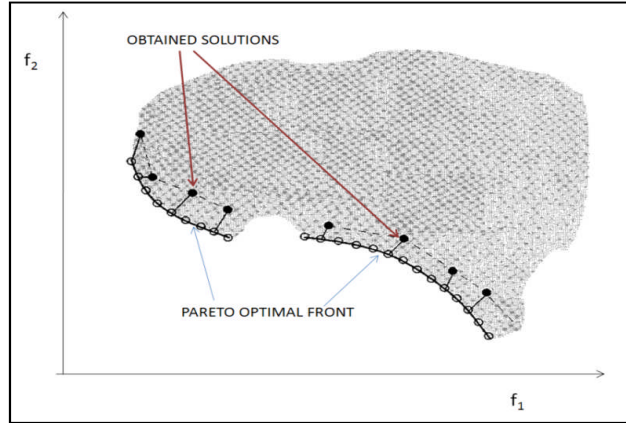 OBTAINED SOLUTIONS
f2
PARETO OPTIMAL FRONT
f1